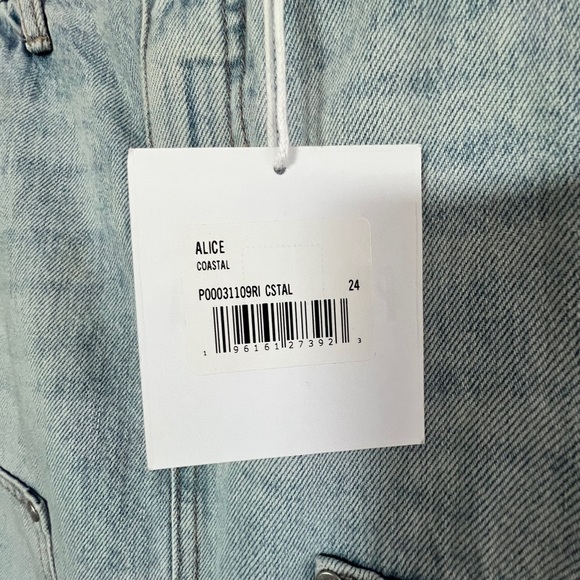 ALICE
COASTAL
P00031109RI CSTAL 24
1 96161 27392 3